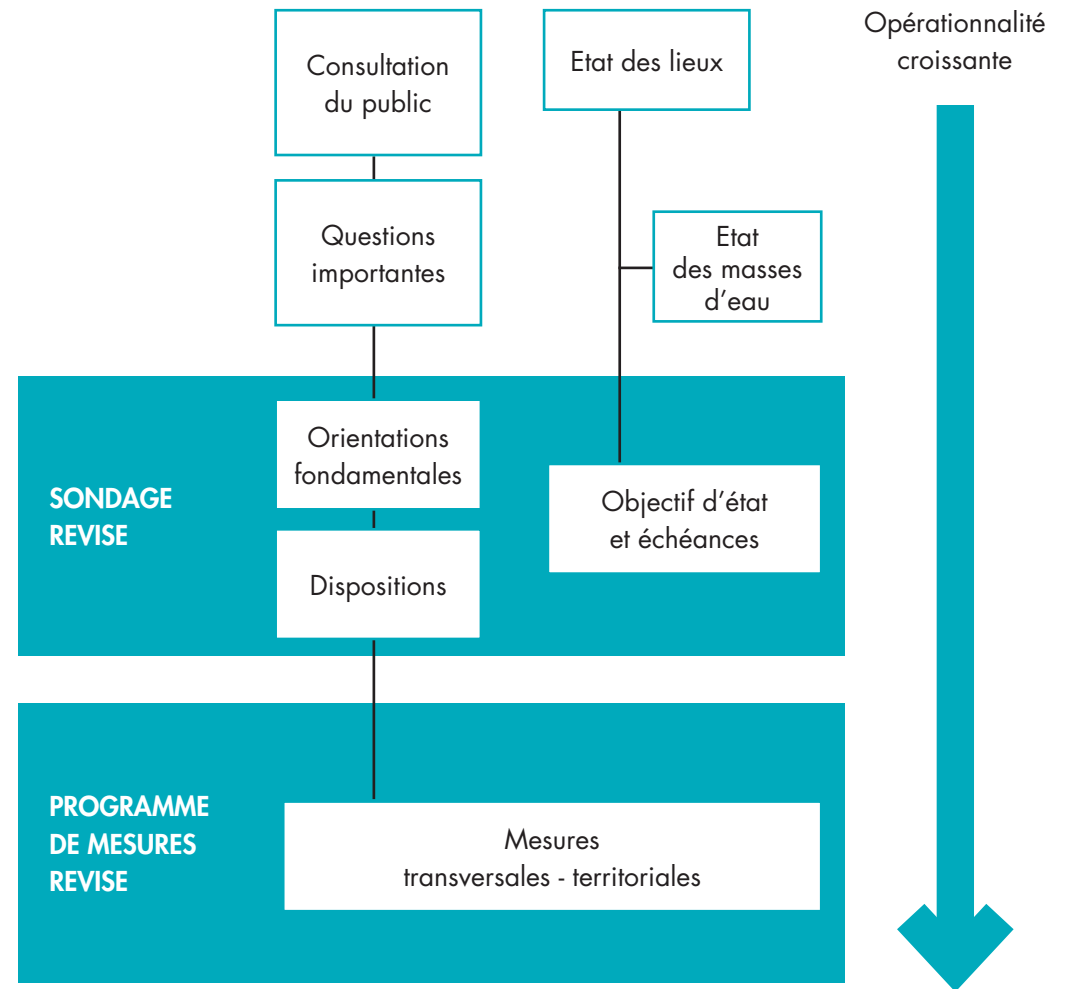 Consultation
du public
Etat des lieux
Opérationnalité
croissante
Questions
importantes
Etat
des masses
d'eau
SONDAGE
REVISE
Orientations
fondamentales
Objectif d'état
et échéances
Dispositions
PROGRAMME
DE MESURES
REVISE
Mesures
transversales - territoriales